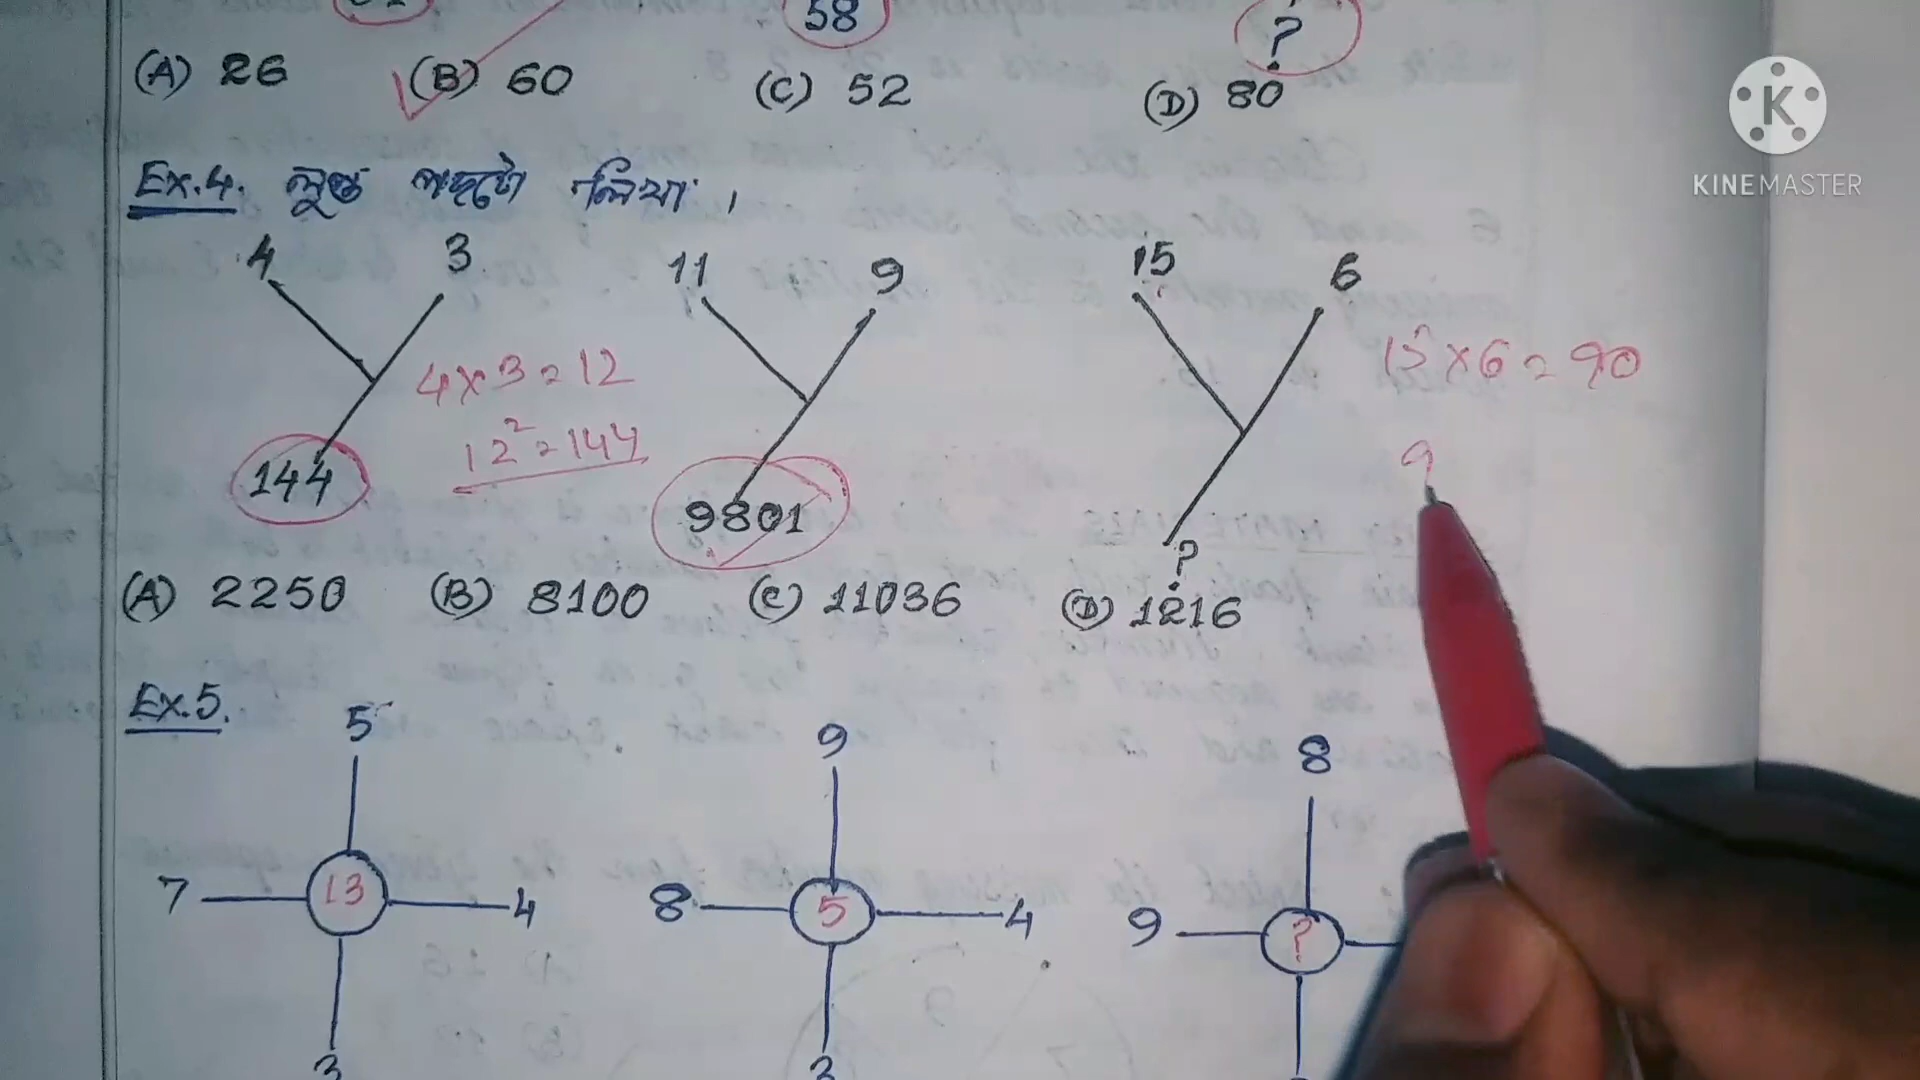 58
?
(A) 26 (B) 60 (C) 52 (D) 80
KINEMASTER
Ex.4. লুপ্ত পদটো লিখা।
4 3 11 9 15 6
4×3=12
15×6=90
12²=144
9
144
9801
?
(A) 2250 (B) 8100 (C) 11036 (D) 1216
Ex.5.
5 9 8
7 13 4 8 5 4 9 ?
3 3